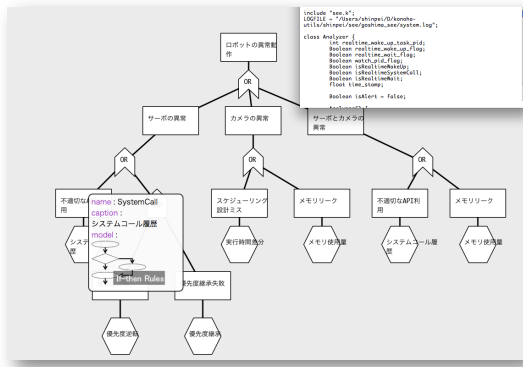 include "see.k";
LOGFILE = "/Users/shinpei/D/konoha-
utils/shinpei/see/goshima_see/system.log";
class Analyzer {
int realtime_wake_up_task_pid;
Boolean realtime_wake_up_flag;
Boolean realtime_wait_flag;
Boolean watch_pid_flag;
Boolean isRealtimeWakeUp;
Boolean isRealtimeSystemCall;
Boolean isRealtimeWait;
float time_stamp;
Boolean isAlert = false;
ロボットの異常動
作
OR
サーボの異常
カメラの異常
サーボとカメラの
異常
OR
OR
OR
不適切な
用
name : SystemCall
caption :
システムコール履歴
model :
If-then Rules
スケジューリング
設計ミス
メモリリーク
不適切なAPI利
用
メモリリーク
システ
歴
実行時間差分
メモリ使用量
システムコール履
歴
メモリ使用量
優先度継承失敗
優先度逆転
優先度継承